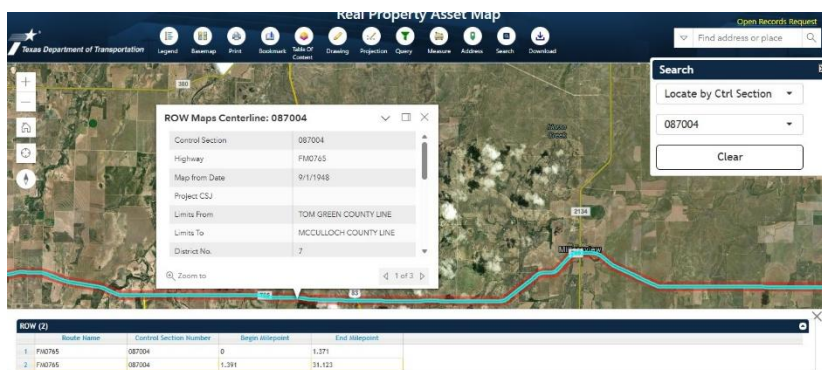 Real Property Asset Map
Open Records Request
Texas Department of Transportation
Legend
Basemap
Print
Bookmark
Table Of Content
Drawing
Projection
Query
Measure
Address
Search
Download
Find address or place
Search
Locate by Ctrl Section
087004
Clear
380
ROW Maps Centerline: 087004
Control Section 087004
Highway FM0765
Map from Date 9/1/1948
Project CSJ
Limits From TOM GREEN COUNTY LINE
Limits To MCCULLOCH COUNTY LINE
District No. 7
Zoom to
1 of 3
Creek
2134
83
ROW (2)
Route Name Control Section Number Begin Milepoint End Milepoint
1 FM0765 087004 0 1.371
2 FM0765 087004 1.391 31.123